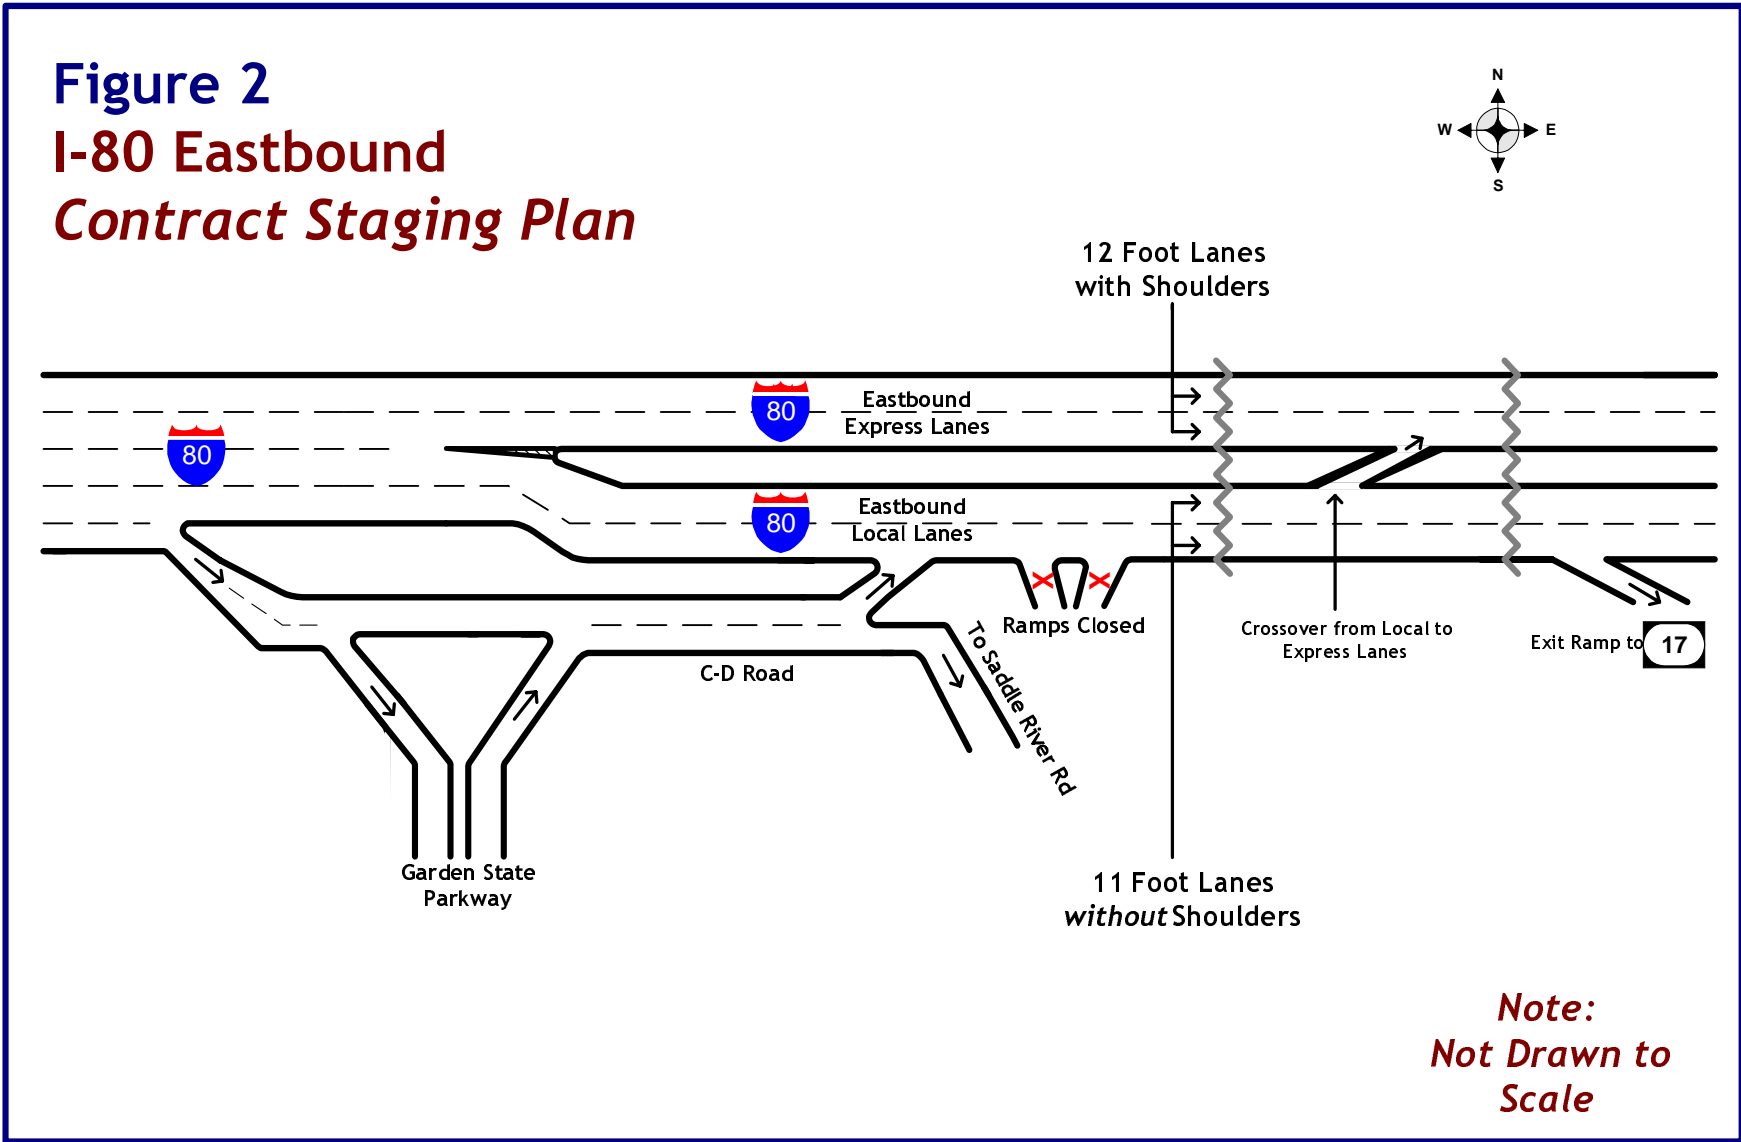 Figure 2
I-80 Eastbound
Contract Staging Plan
N
W E
S
12 Foot Lanes
with Shoulders
80
Eastbound
Express Lanes
80
80
Eastbound
Local Lanes
Ramps Closed
To Saddle River Rd
Crossover from Local to
Express Lanes
Exit Ramp to 17
C-D Road
Garden State
Parkway
11 Foot Lanes
without Shoulders
Note:
Not Drawn to
Scale